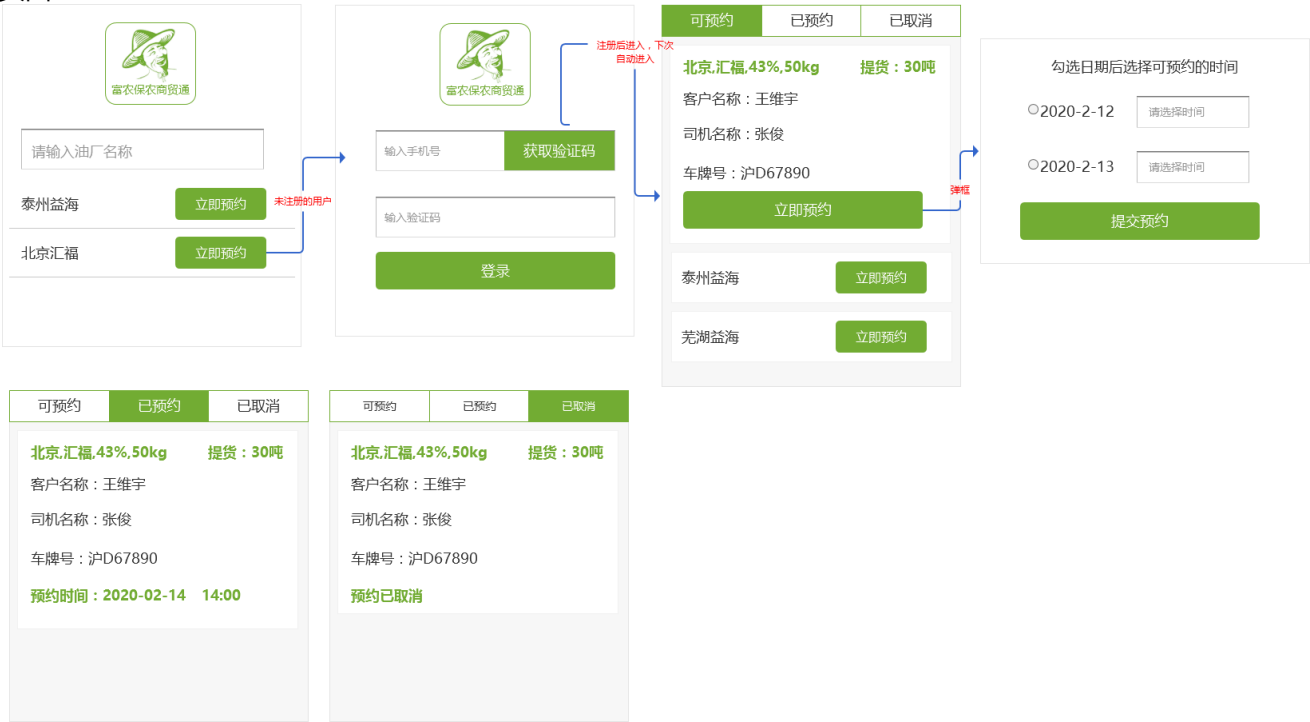 富农保农商贸通
请输入油厂名称
泰州益海
立即预约
北京汇福
立即预约
未注册的用户
富农保农商贸通
输入手机号
获取验证码
输入验证码
登录
注册后进入，下次
自动进入
可预约
已预约
已取消
北京,汇福,43%,50kg
提货：30吨
客户名称：王维宇
司机名称：张俊
车牌号：沪D67890
立即预约
泰州益海
立即预约
芜湖益海
立即预约
弹框
勾选日期后选择可预约的时间
2020-2-12
请选择时间
2020-2-13
请选择时间
提交预约
可预约
已预约
已取消
北京,汇福,43%,50kg
提货：30吨
客户名称：王维宇
司机名称：张俊
车牌号：沪D67890
预约时间：2020-02-14 14:00
可预约
已预约
已取消
北京,汇福,43%,50kg
提货：30吨
客户名称：王维宇
司机名称：张俊
车牌号：沪D67890
预约已取消